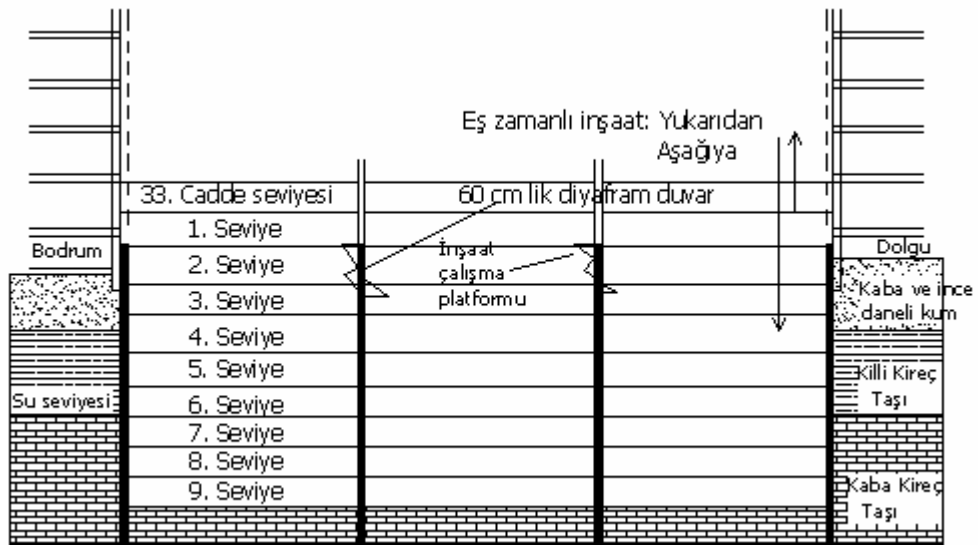 Eş zamanlı inşaat: Yukarıdan
Aşağıya
33. Cadde seviyesi
60 cm lik diyafram duvar
1. Seviye
Bodrum
2. Seviye
İnşaat
çalışma
platformu
Dolgu
3. Seviye
Kaba ve ince
daneli kum
4. Seviye
5. Seviye
Killi Kireç
Taşı
Su seviyesi
6. Seviye
7. Seviye
8. Seviye
9. Seviye
Kaba Kireç
Taşı